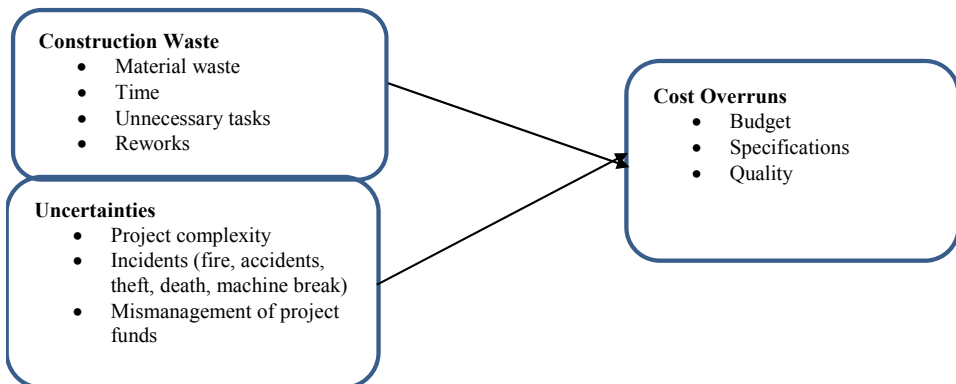 Construction Waste
• Material waste
• Time
• Unnecessary tasks
• Reworks
Uncertainties
• Project complexity
• Incidents (fire, accidents,
theft, death, machine break)
• Mismanagement of project
funds
Cost Overruns
• Budget
• Specifications
• Quality